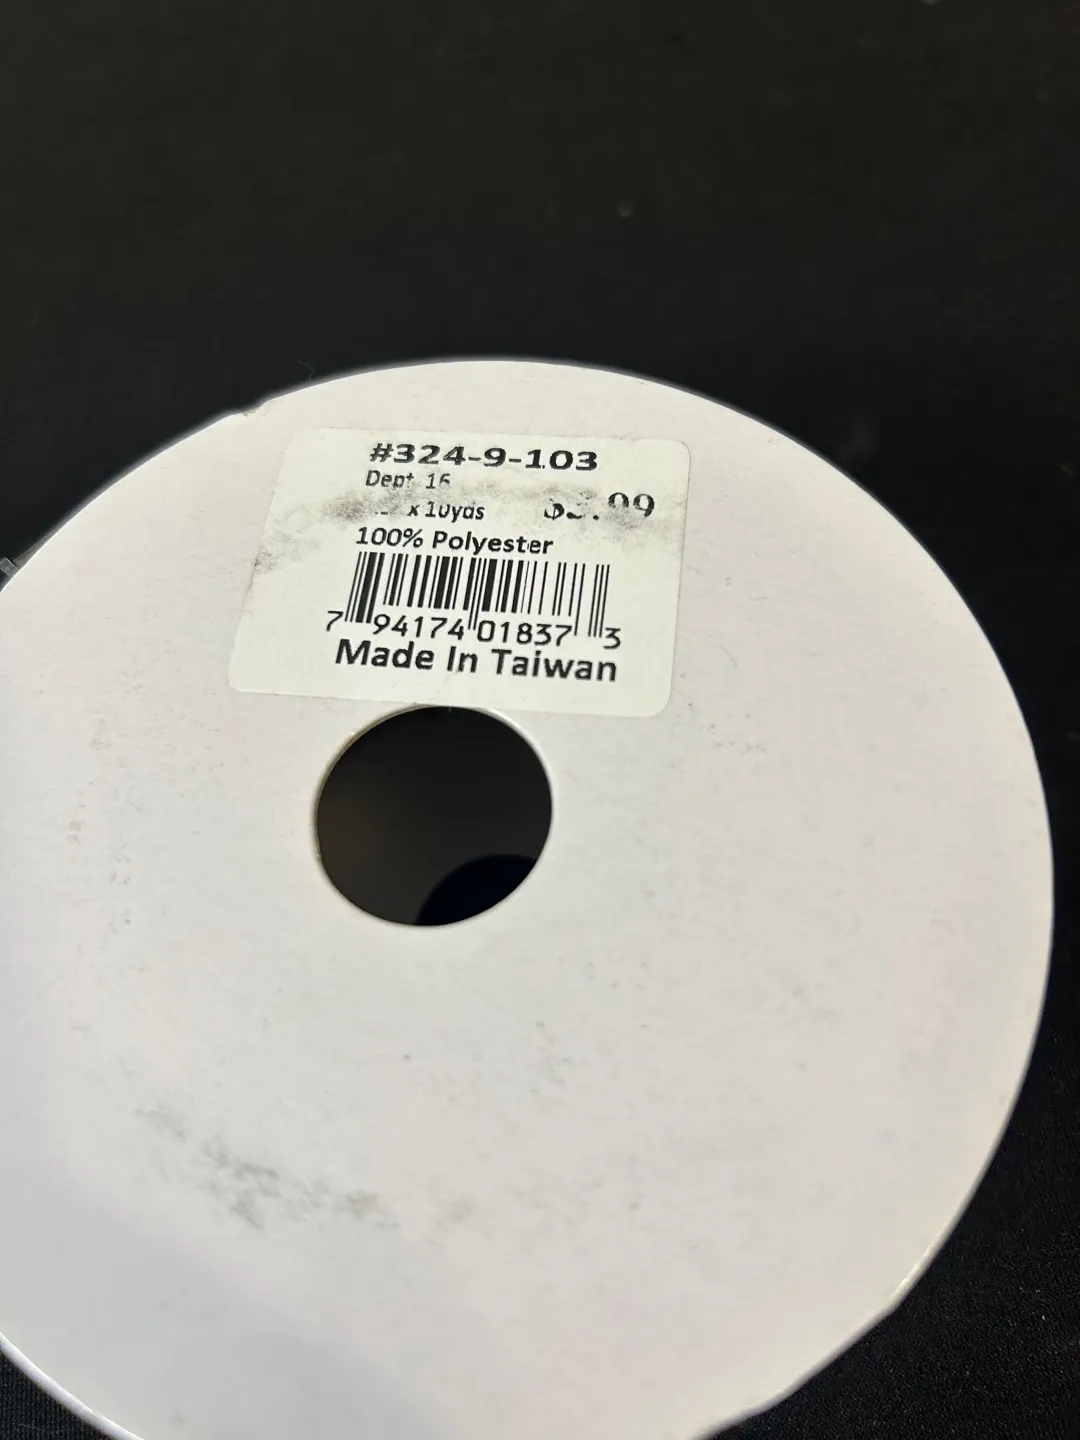 #324-9-103
Dept 16
x 10yds
100% Polyester
7 94174 01837 3
Made In Taiwan